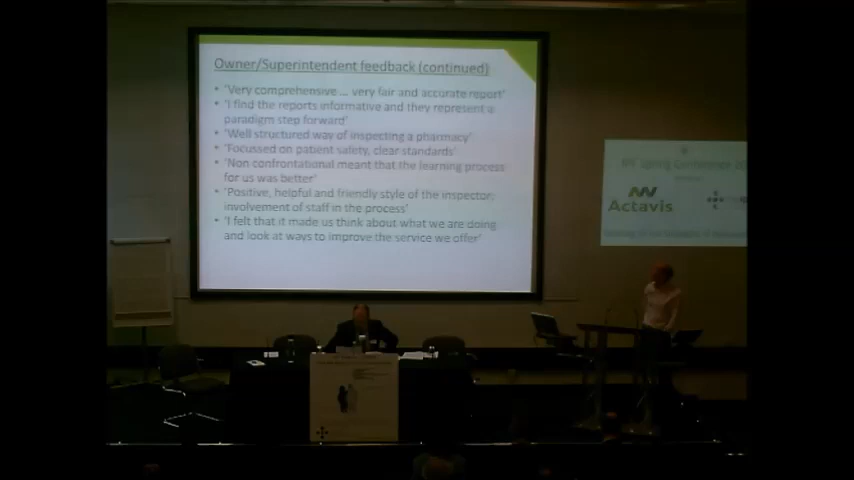 Owner/Superintendent feedback (continued)
• 'Very comprehensive ... very fair and accurate report'
• 'I find the reports informative and they represent a
paradigm step forward'
• 'Well structured way of inspecting a pharmacy'
• 'Focussed on patient safety, clear standards'
• 'Non confrontational meant that the learning process
for us was better'
• 'Positive, helpful and friendly style of the inspector,
involvement of staff in the process'
• 'I felt that it made us think about what we are doing
and look at ways to improve the service we offer'
Spring Conference
Actavis